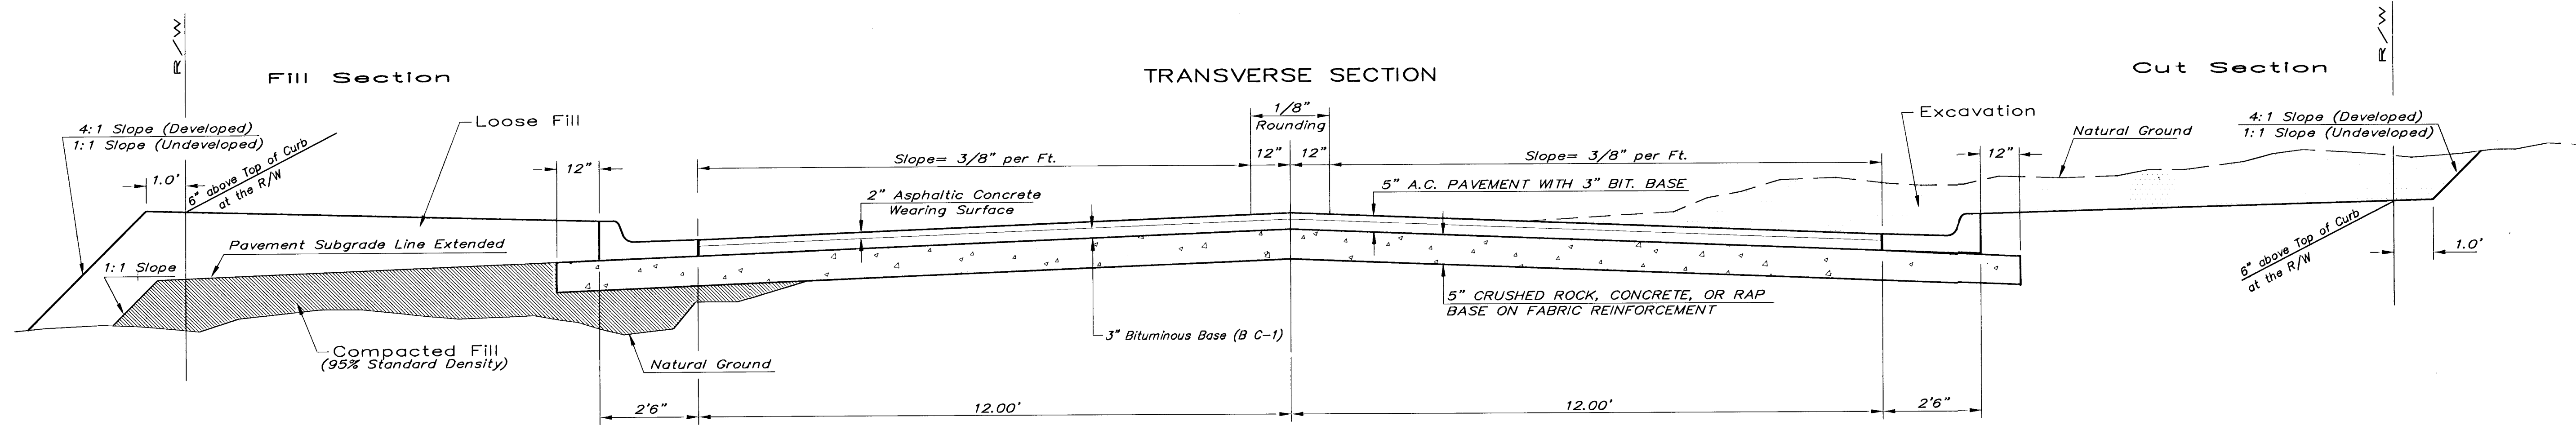 R/W
Fill Section
TRANSVERSE SECTION
Cut Section
R/W
4:1 Slope (Developed)
1:1 Slope (Undeveloped)
Loose Fill
1.0'
6" above Top of Curb
at the R/W
12"
Slope= 3/8" per Ft.
1/8"
Rounding
12"
12"
Slope= 3/8" per Ft.
Excavation
Natural Ground
4:1 Slope (Developed)
1:1 Slope (Undeveloped)
12"
2" Asphaltic Concrete
Wearing Surface
5" A.C. PAVEMENT WITH 3" BIT. BASE
Pavement Subgrade Line Extended
1:1 Slope
6" above Top of Curb
at the R/W
1.0'
5" CRUSHED ROCK, CONCRETE, OR RAP
BASE ON FABRIC REINFORCEMENT
3" Bituminous Base (B C-1)
Compacted Fill
(95% Standard Density)
Natural Ground
2'6"
12.00'
12.00'
2'6"